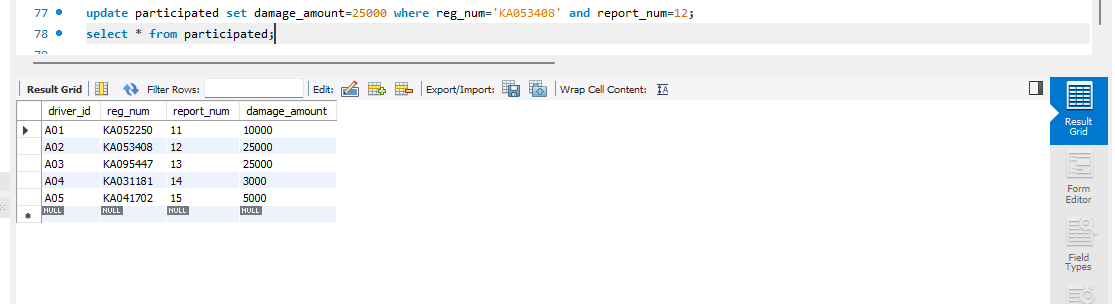 77 update participated set damage_amount=25000 where reg_num='KA053408' and report_num=12;
78 select * from participated;
Result Grid Filter Rows: Edit: Export/Import: Wrap Cell Content: IA
driver_id reg_num report_num damage_amount
A01 KA052250 11 10000
A02 KA053408 12 25000
A03 KA095447 13 25000
A04 KA031181 14 3000
A05 KA041702 15 5000
NULL NULL NULL NULL
Result
Grid
Form
Editor
Field
Types